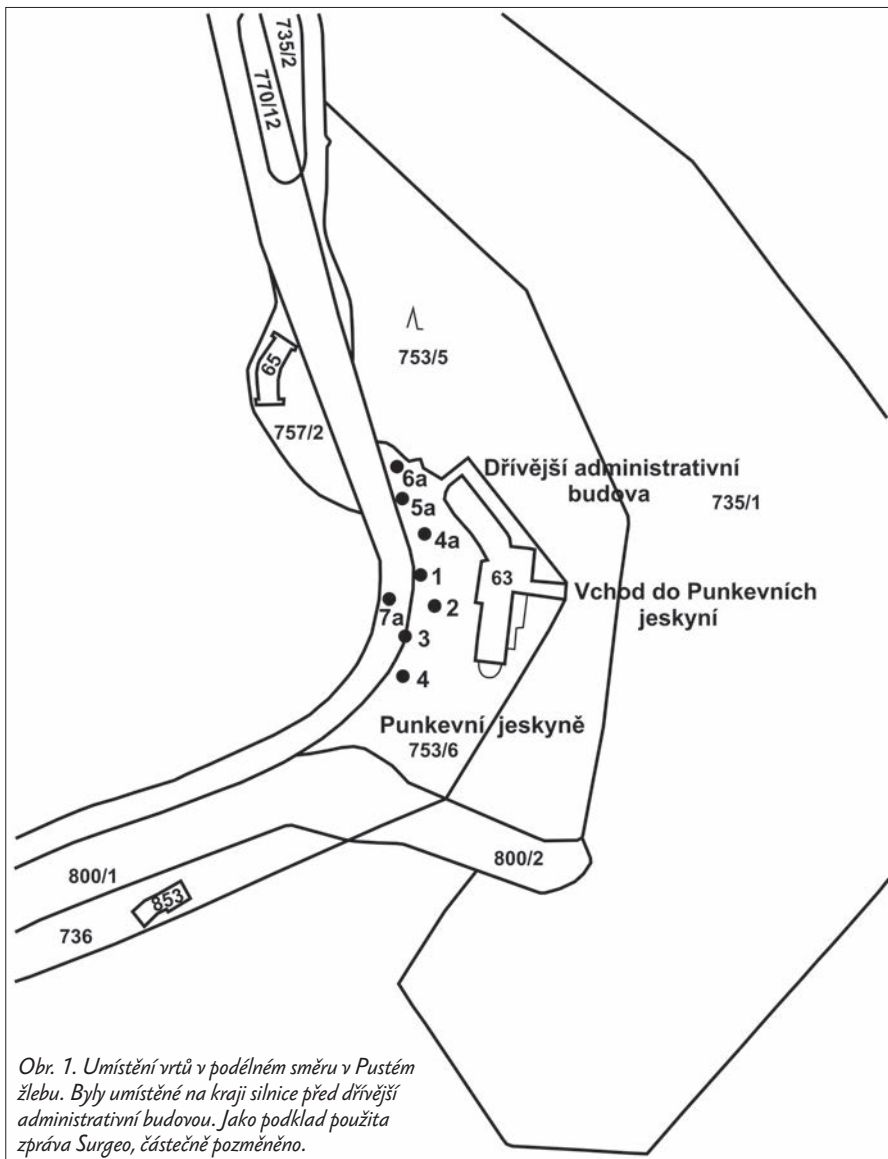 735/2
770/12
65
753/5
757/2
6a
Dřívější administrativní
budova
735/1
5a
4a
1
63
Vchod do Punkevních
jeskyní
7a
2
3
4
Punkevní jeskyně
753/6
800/1
800/2
853
736
Obr. 1. Umístění vrtů v podélném směru v Pustém
žlebu. Byly umístěné na kraji silnice před dřívější
administrativní budovou. Jako podklad použita
zpráva Surgeo, částečně pozměněno.